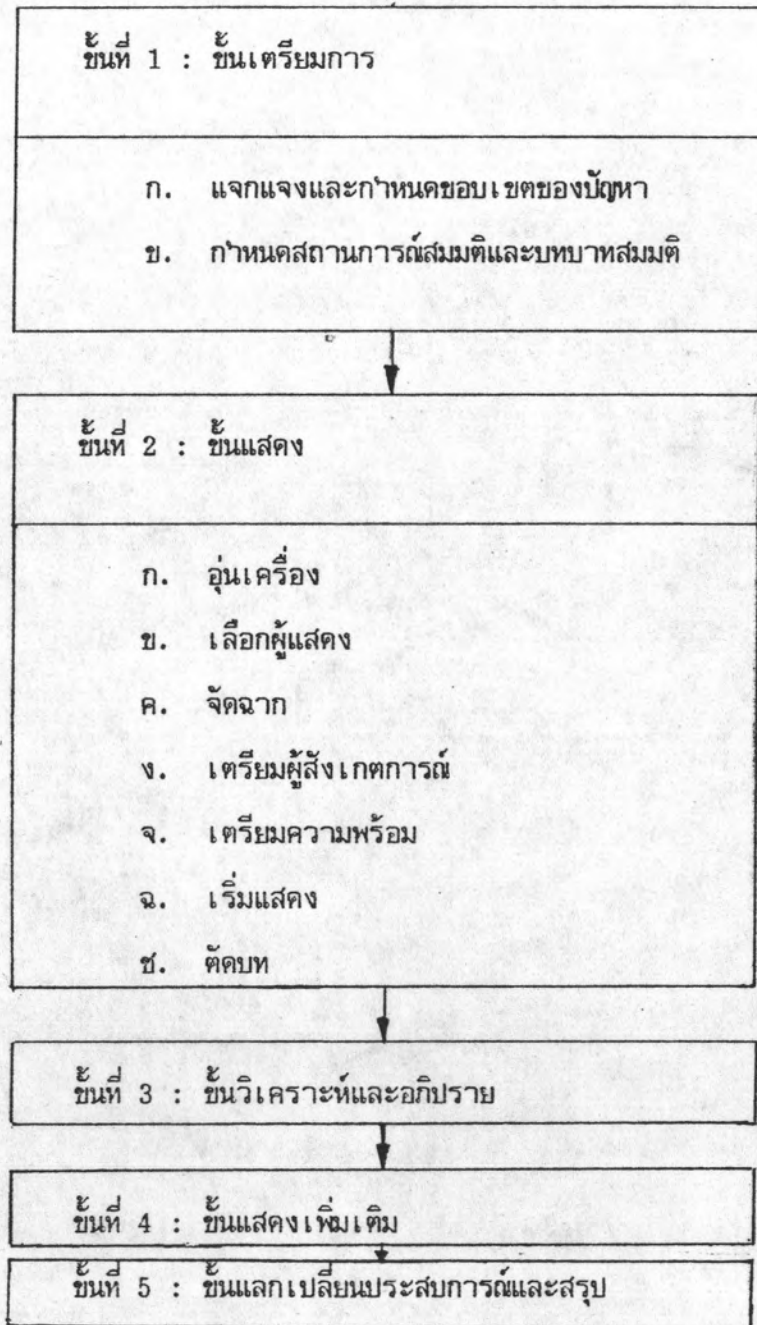 ขั้นที่ 1 : ขั้นเตรียมการ
ก. แจกแจงและกำหนดขอบเขตของปัญหา
ข. กำหนดสถานการณ์สมมติและบทบาทสมมติ
ขั้นที่ 2 : ขั้นแสดง
ก. อุ่นเครื่อง
ข. เลือกผู้แสดง
ค. จัดฉาก
ง. เตรียมผู้สังเกตการณ์
จ. เตรียมความพร้อม
ฉ. เริ่มแสดง
ช. ตัดบท
ขั้นที่ 3 : ขั้นวิเคราะห์และอภิปราย
ขั้นที่ 4 : ขั้นแสดงเพิ่มเติม
ขั้นที่ 5 : ขั้นแลกเปลี่ยนประสบการณ์และสรุป